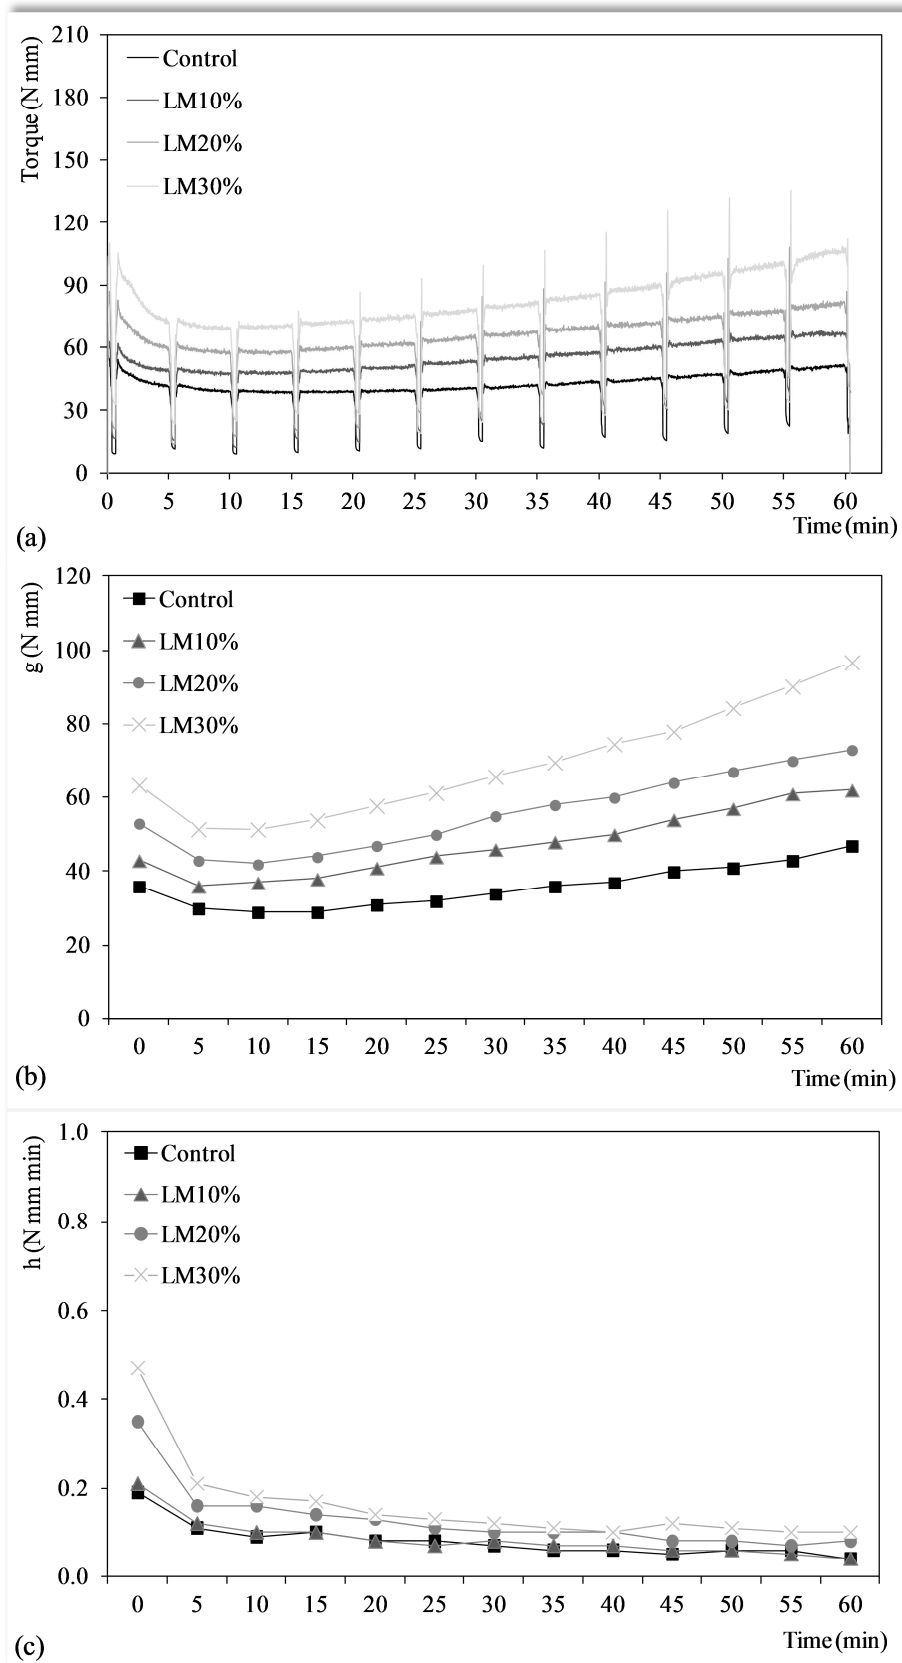 Torque (N mm)
210
180
150
120
90
60
30
0
Control
LM10%
LM20%
LM30%
0 5 10 15 20 25 30 35 40 45 50 55 60
Time (min)
(a)
g (N mm)
120
100
80
60
40
20
0
Control
LM10%
LM20%
LM30%
0 5 10 15 20 25 30 35 40 45 50 55 60
Time (min)
(b)
h (N mm min)
1.0
0.8
0.6
0.4
0.2
0.0
Control
LM10%
LM20%
LM30%
0 5 10 15 20 25 30 35 40 45 50 55 60
Time (min)
(c)